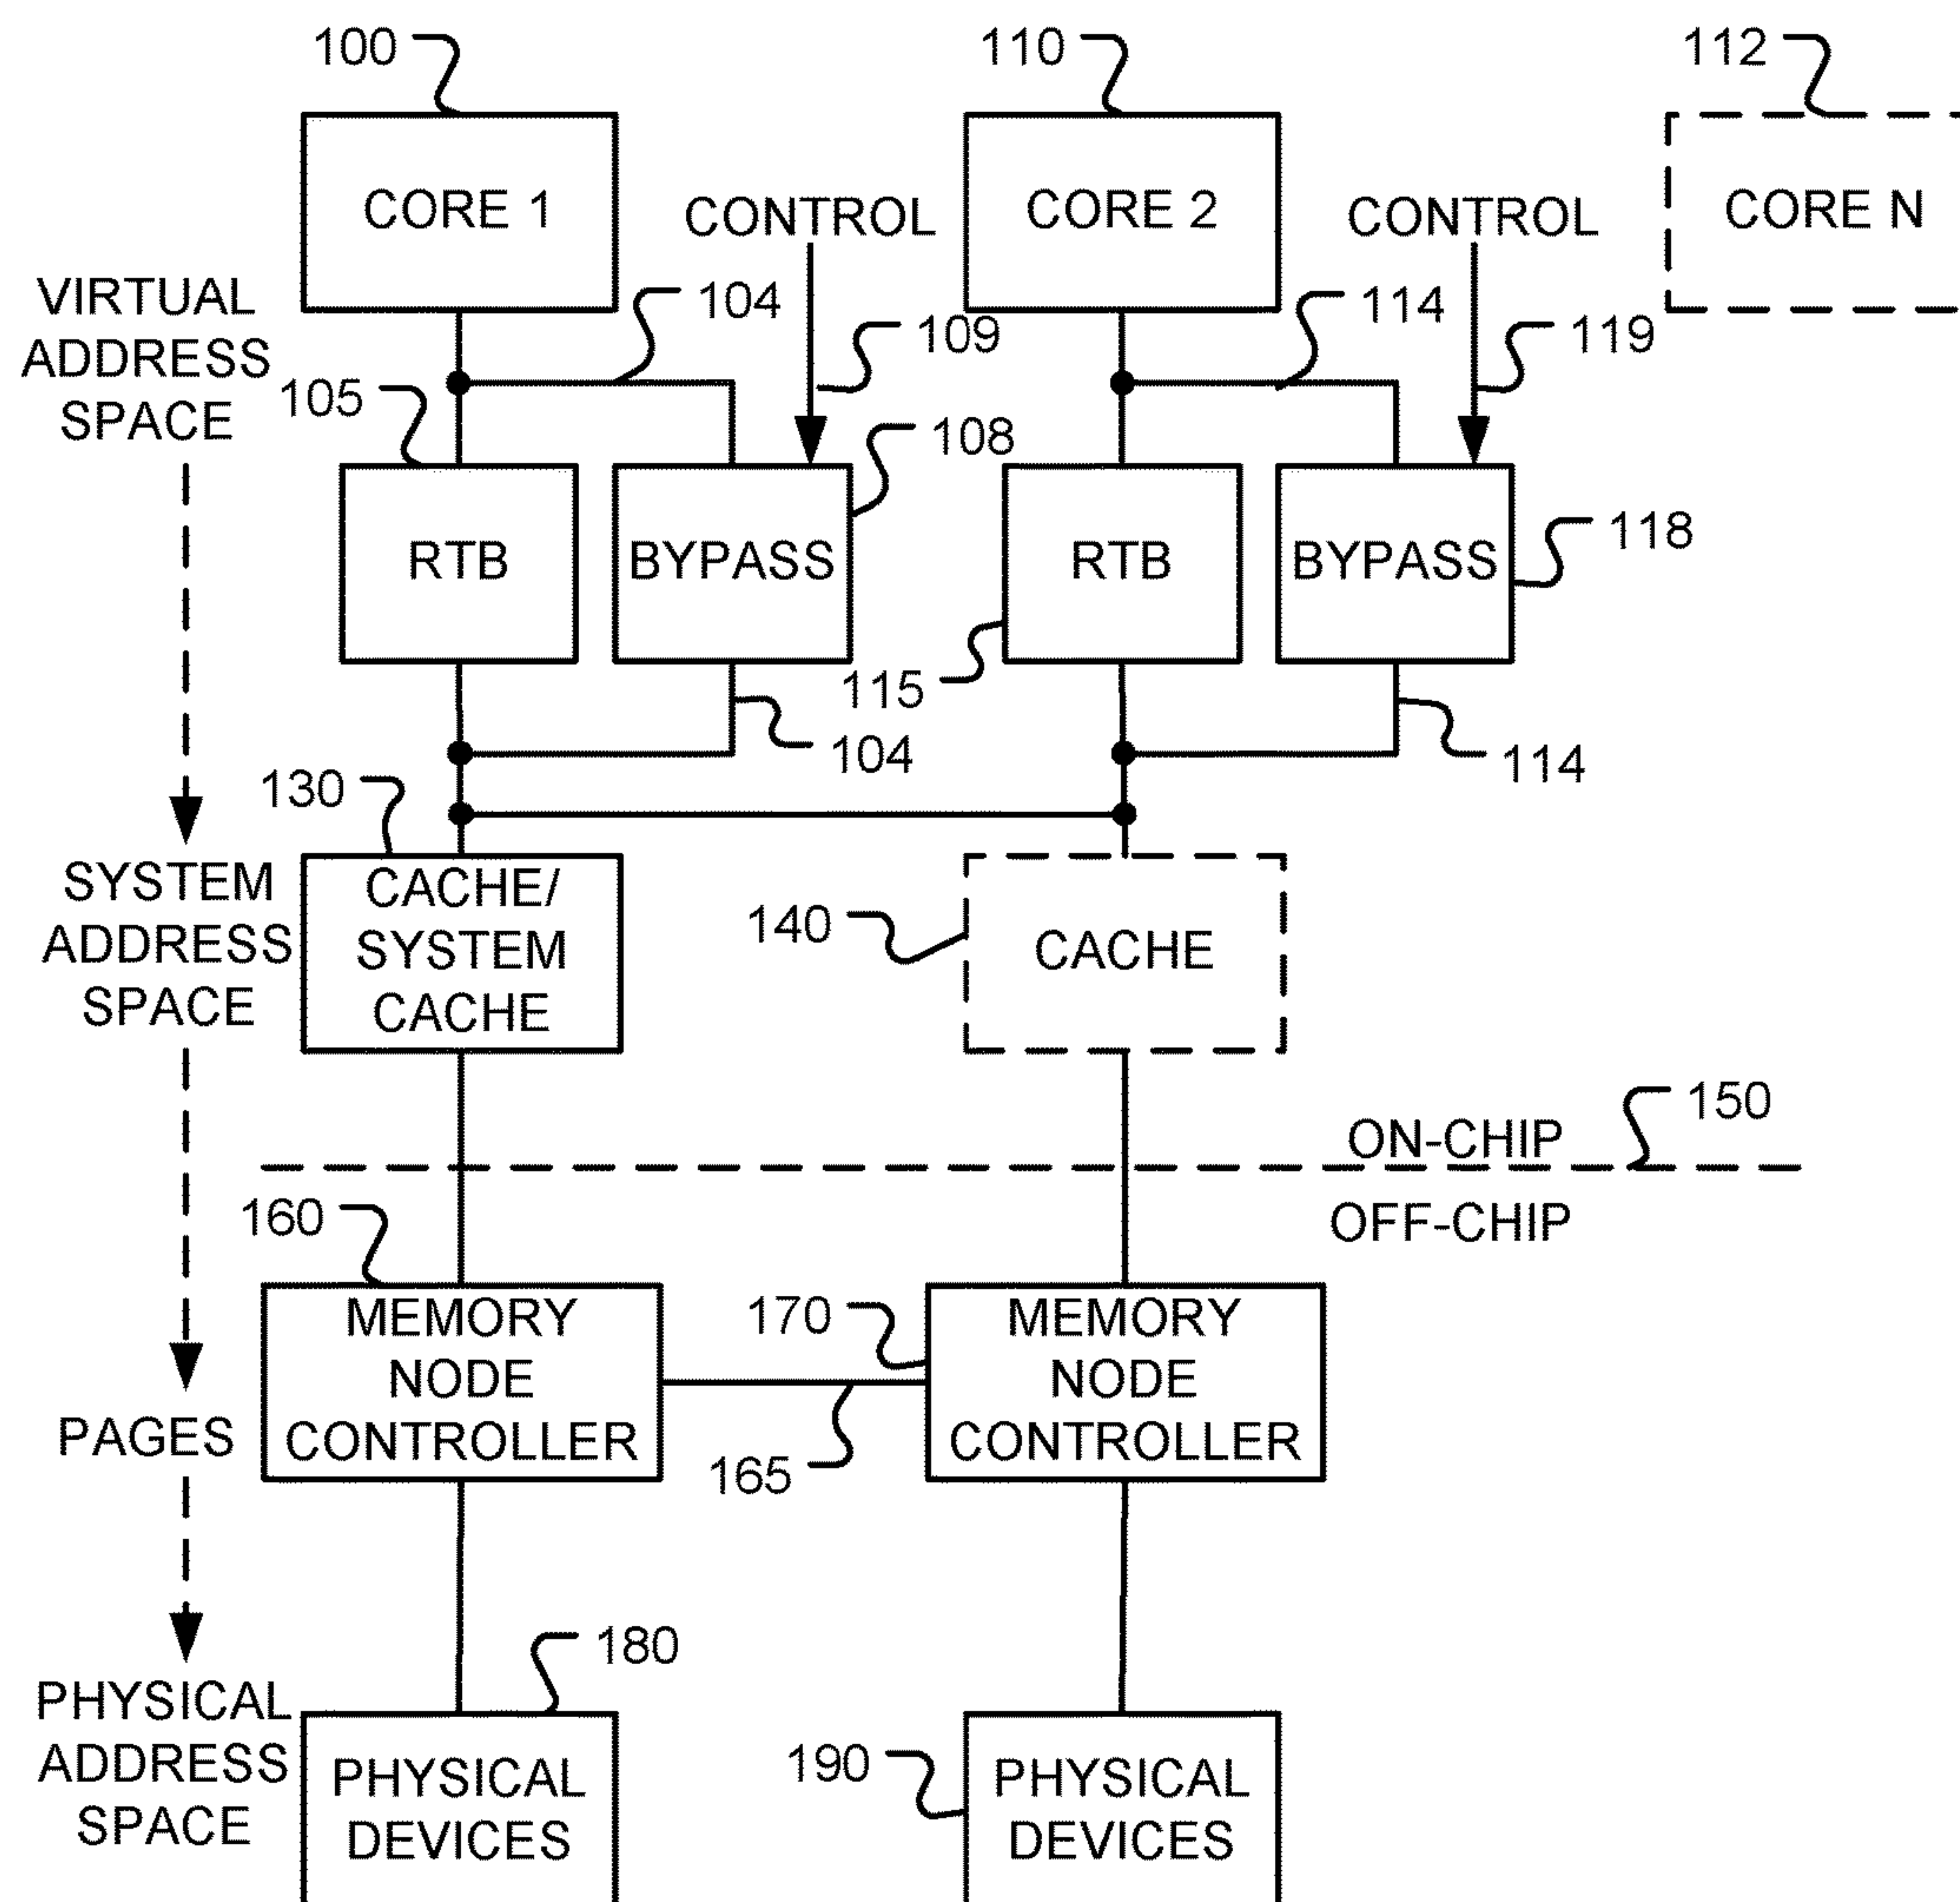 100
110
112
CORE 1
CONTROL
CORE 2
CONTROL
CORE N
VIRTUAL
ADDRESS
SPACE
104
109
114
119
105
108
RTB
BYPASS
RTB
BYPASS
118
115
104
114
130
SYSTEM
ADDRESS
SPACE
CACHE/
SYSTEM
CACHE
140
CACHE
150
ON-CHIP
OFF-CHIP
160
MEMORY
NODE
CONTROLLER
170
MEMORY
NODE
CONTROLLER
PAGES
165
180
PHYSICAL
ADDRESS
SPACE
PHYSICAL
DEVICES
190
PHYSICAL
DEVICES